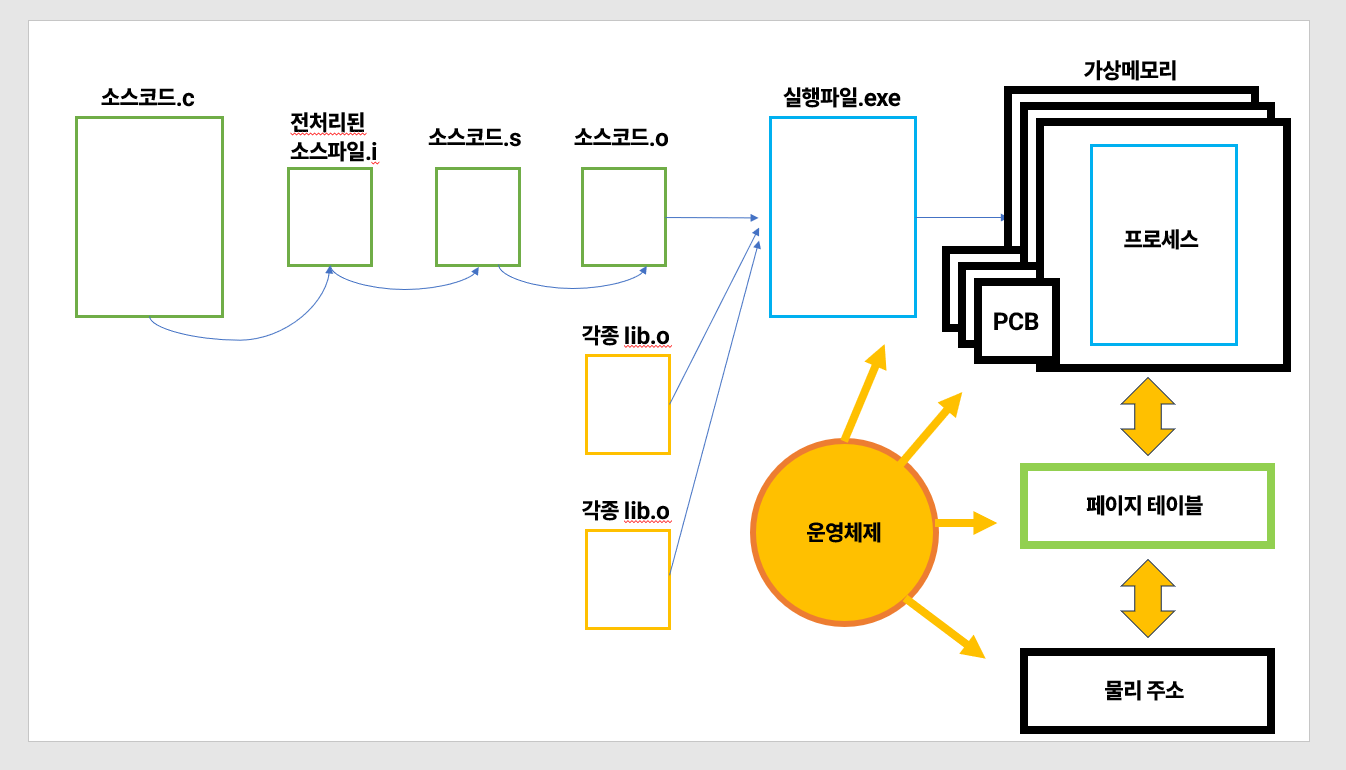 소스코드.c
전처리된
소스파일.i
소스코드.s
소스코드.o
실행파일.exe
가상메모리
프로세스
PCB
각종 lib.o
각종 lib.o
운영체제
페이지 테이블
물리 주소